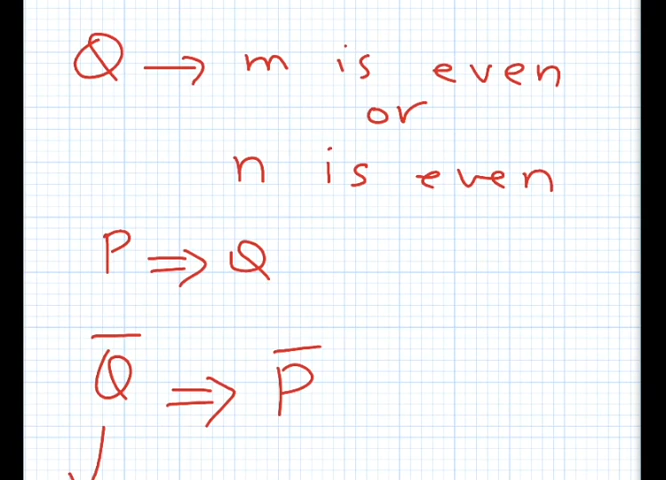 Q → m is even
or
n is even
P ⇒ Q
Q̅ ⇒ P̅